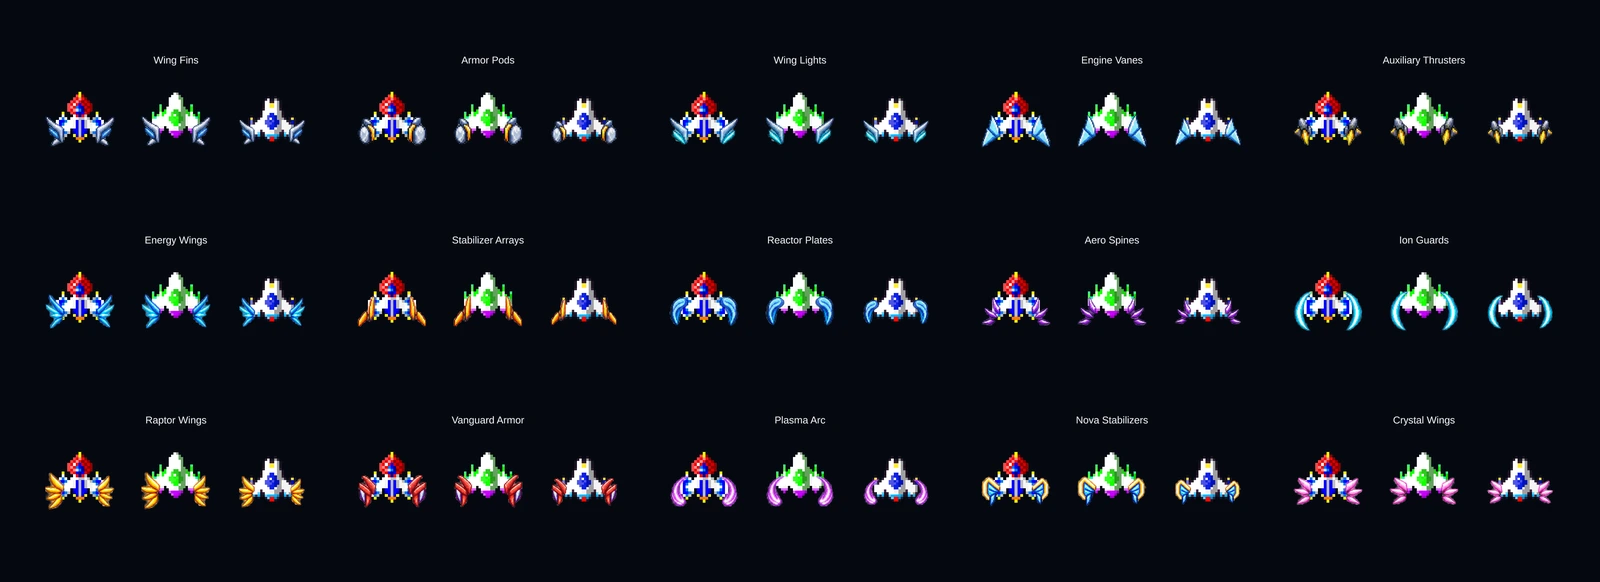 Wing Fins
Armor Pods
Wing Lights
Engine Vanes
Auxiliary Thrusters
Energy Wings
Stabilizer Arrays
Reactor Plates
Aero Spines
Ion Guards
Raptor Wings
Vanguard Armor
Plasma Arc
Nova Stabilizers
Crystal Wings